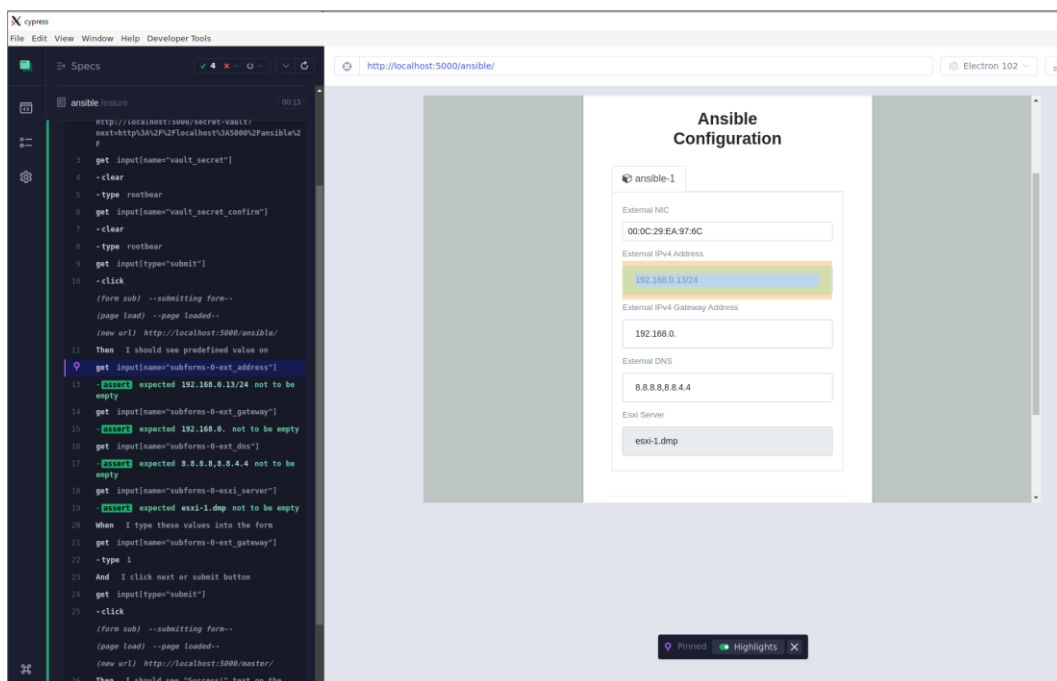 cypress
File Edit View Window Help Developer Tools
Specs
4 -- --
http://localhost:5000/ansible/
Electron 102
ansible.feature
00:13
http://localhost:5000/secret-vault?
next=http%3A%2F%2Flocalhost%3A5000%2Fansible%2
F
3 get input[name="vault_secret"]
4 -clear
5 -type rootbear
6 get input[name="vault_secret_confirm"]
7 -clear
8 -type rootbear
9 get input[type="submit"]
10 -click
(form sub) --submitting form--
(page load) --page loaded--
(new url) http://localhost:5000/ansible/
11 Then I should see predefined value on
get input[name="subforms-0-ext_address"]
13 -assert expected 192.168.0.13/24 not to be
empty
14 get input[name="subforms-0-ext_gateway"]
15 -assert expected 192.168.0. not to be empty
16 get input[name="subforms-0-ext_dns"]
17 -assert expected 8.8.8.8,8.8.4.4 not to be
empty
18 get input[name="subforms-0-esxi_server"]
19 -assert expected esxi-1.dmp not to be empty
20 When I type these values into the form
21 get input[name="subforms-0-ext_gateway"]
22 -type 1
23 And I click next or submit button
24 get input[type="submit"]
25 -click
(form sub) --submitting form--
(page load) --page loaded--
(new url) http://localhost:5000/master/
26 Then I should see "Success!" text on the
Ansible
Configuration
ansible-1
External NIC
00:0C:29:EA:97:6C
External IPv4 Address
192.168.0.13/24
External IPv4 Gateway Address
192.168.0.
External DNS
8.8.8.8,8.8.4.4
Esxi Server
esxi-1.dmp
Pinned Highlights